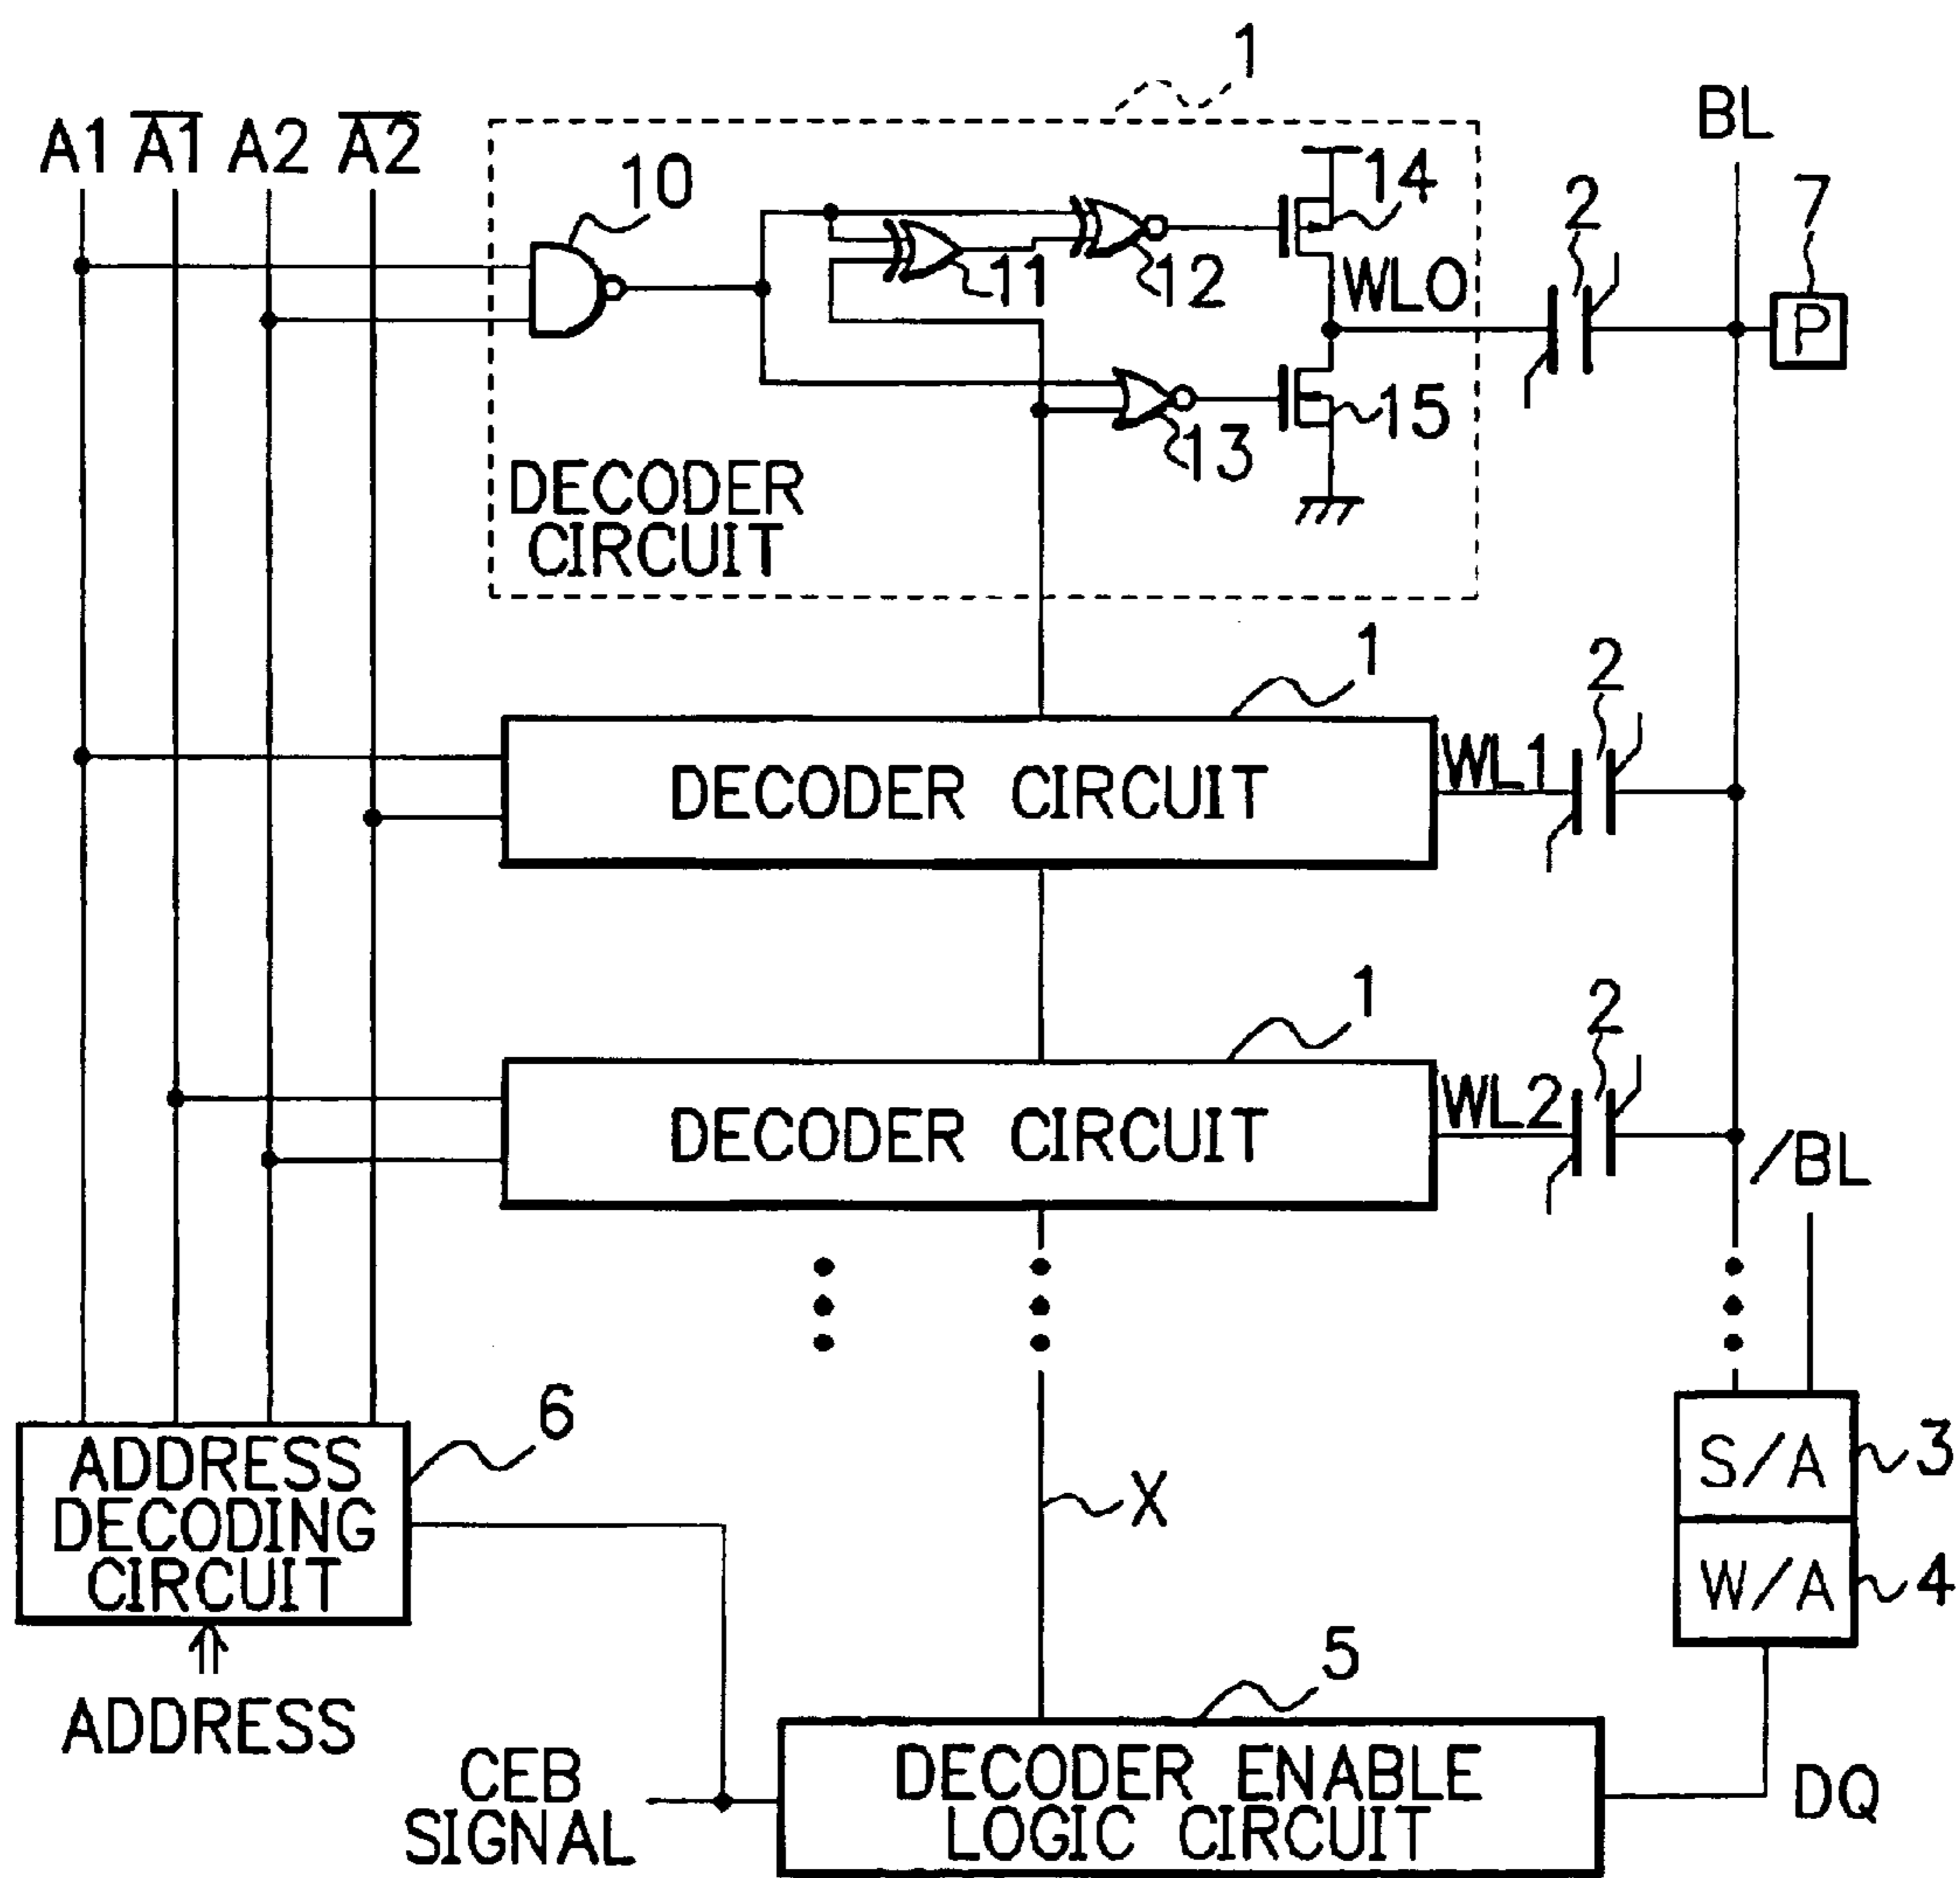 1
A1 A̅1̅ A2 A̅2̅ BL
10 14 2 7
11 12 WL0 P
13 15
DECODER
CIRCUIT
1 2
DECODER CIRCUIT WL1
1 2
DECODER CIRCUIT WL2
/BL
6
ADDRESS
DECODING
CIRCUIT
X
S/A 3
W/A 4
ADDRESS
5
CEB
SIGNAL
DECODER ENABLE
LOGIC CIRCUIT
DQ